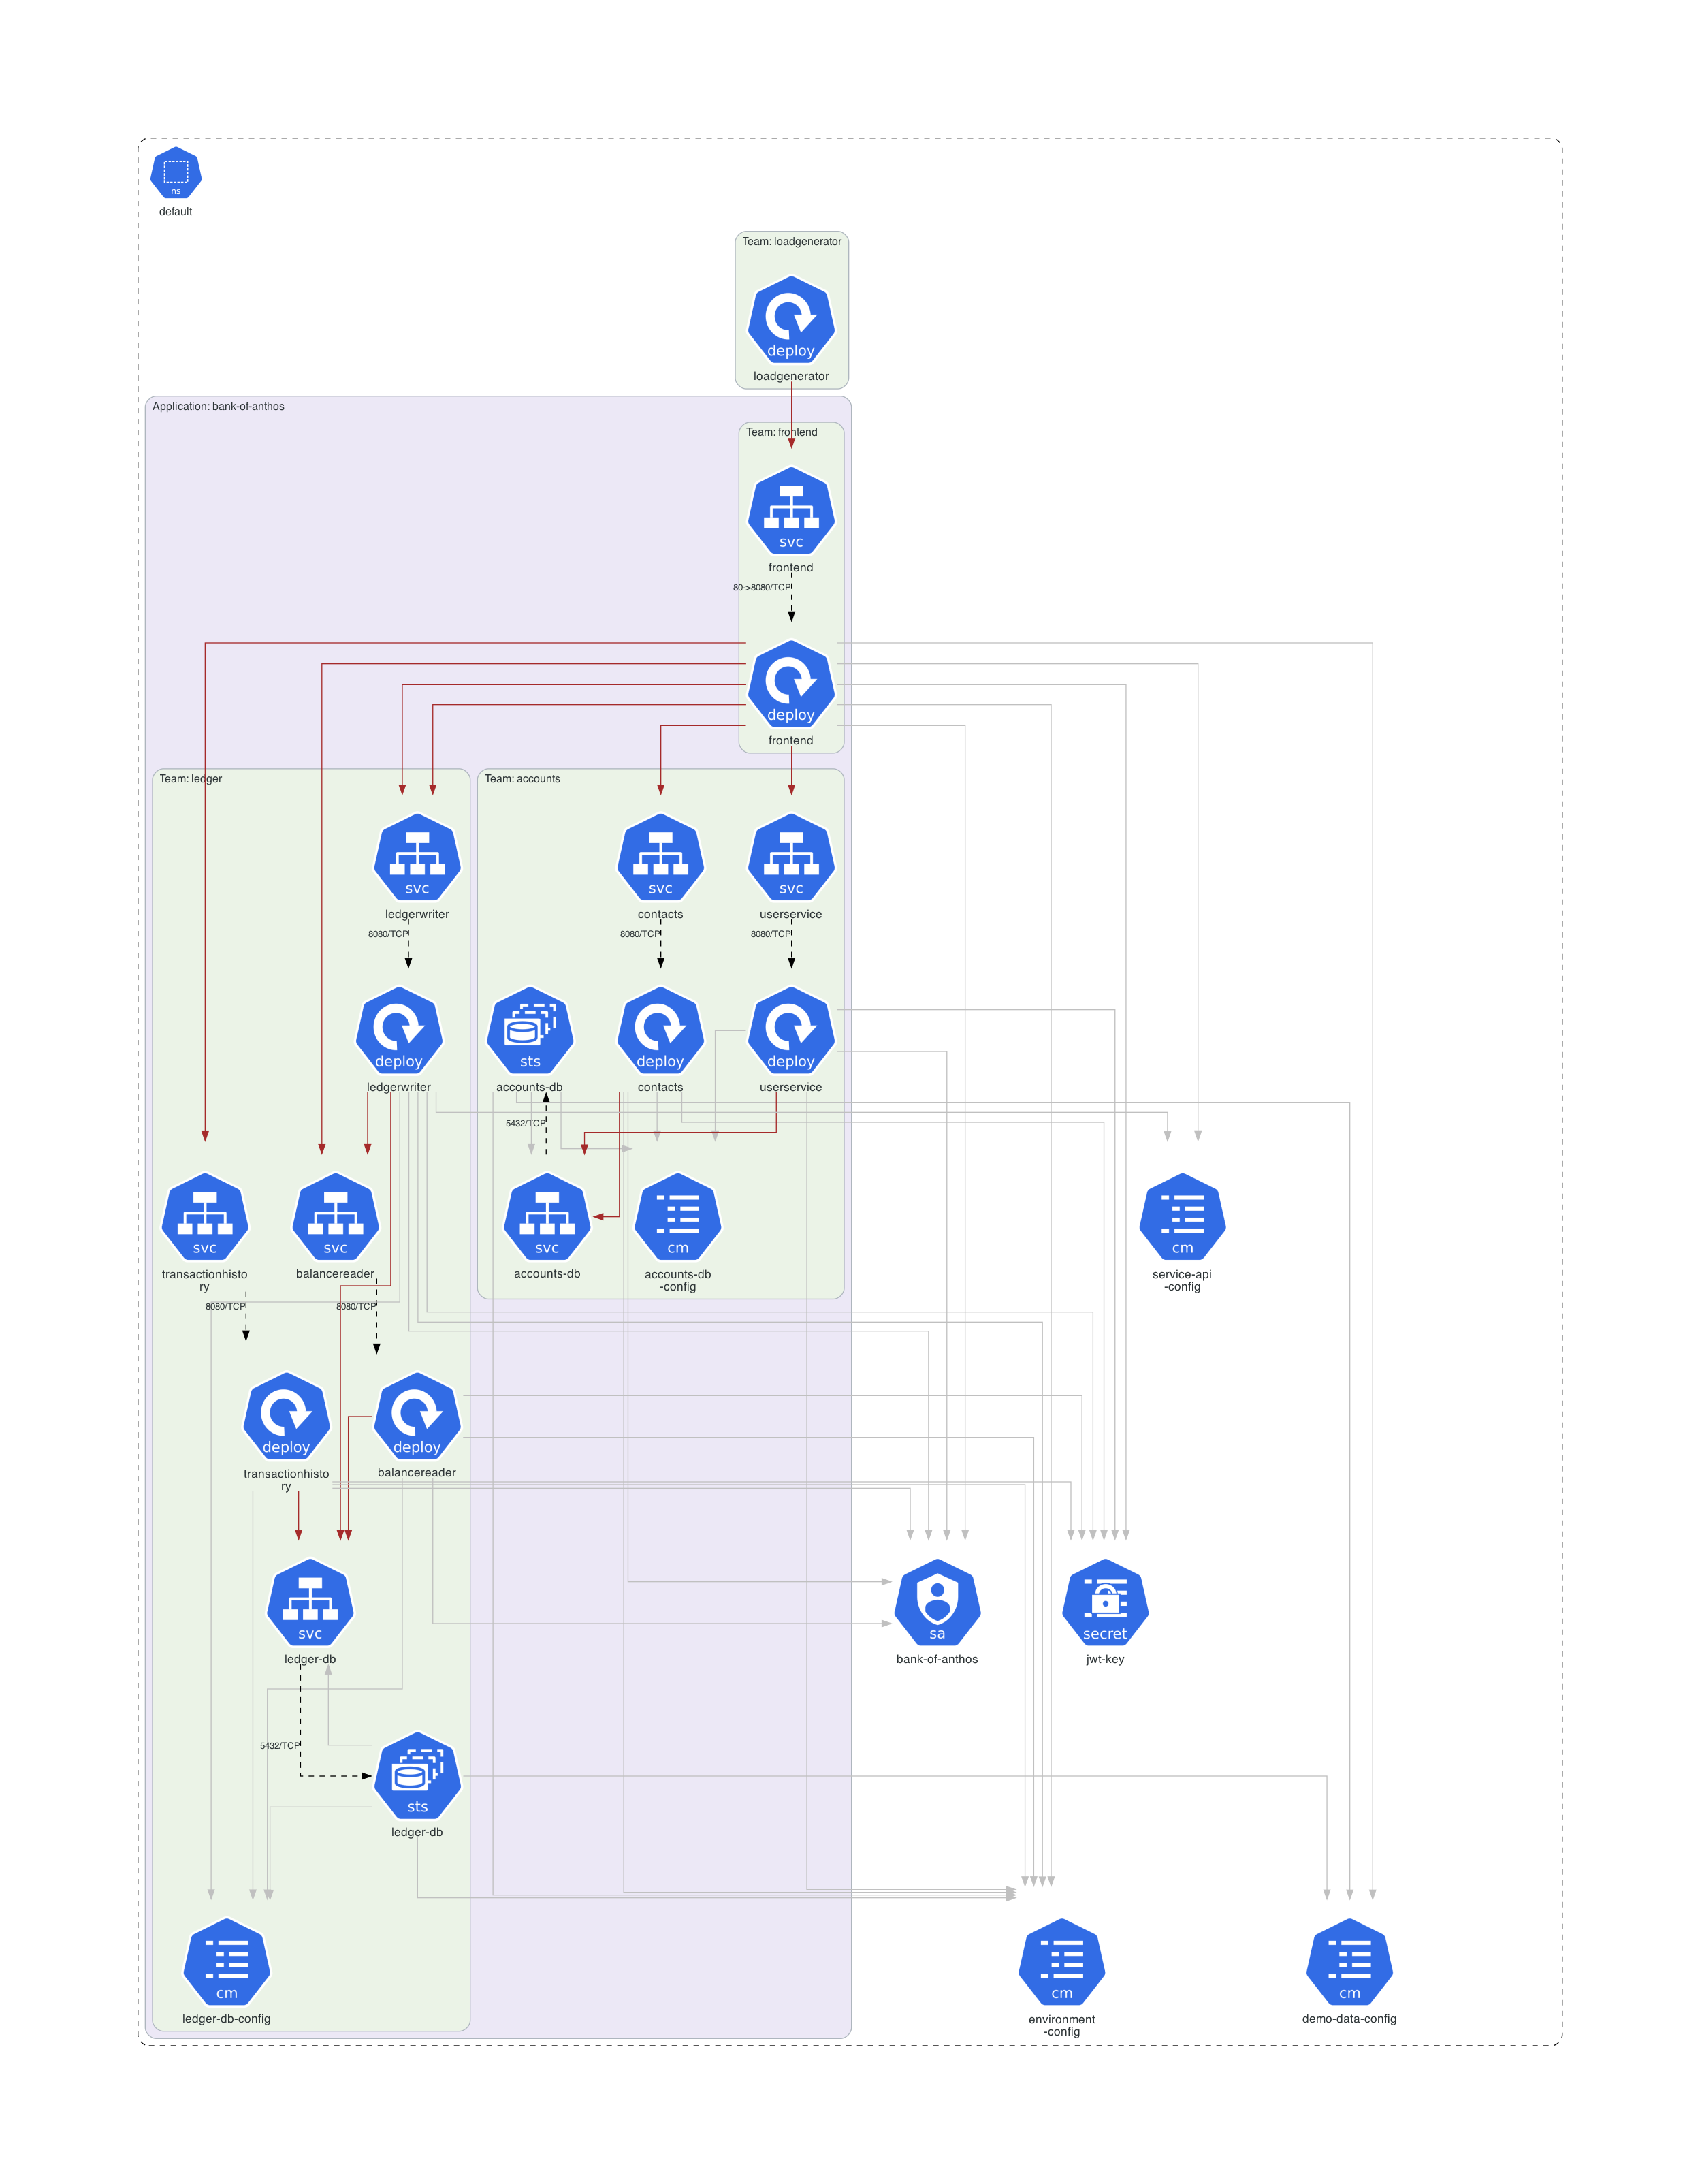 ns
default
Team: loadgenerator
deploy
loadgenerator
Application: bank-of-anthos
Team: frontend
svc
frontend
80->8080/TCP
deploy
frontend
Team: ledger
Team: accounts
svc
ledgerwriter
8080/TCP
svc
contacts
8080/TCP
svc
userservice
8080/TCP
deploy
ledgerwriter
sts
accounts-db
5432/TCP
deploy
contacts
deploy
userservice
svc
transactionhisto
ry
8080/TCP
svc
balancereader
8080/TCP
svc
accounts-db
cm
accounts-db
-config
cm
service-api
-config
deploy
transactionhisto
ry
deploy
balancereader
svc
ledger-db
sa
bank-of-anthos
secret
jwt-key
5432/TCP
sts
ledger-db
cm
ledger-db-config
cm
environment
-config
cm
demo-data-config